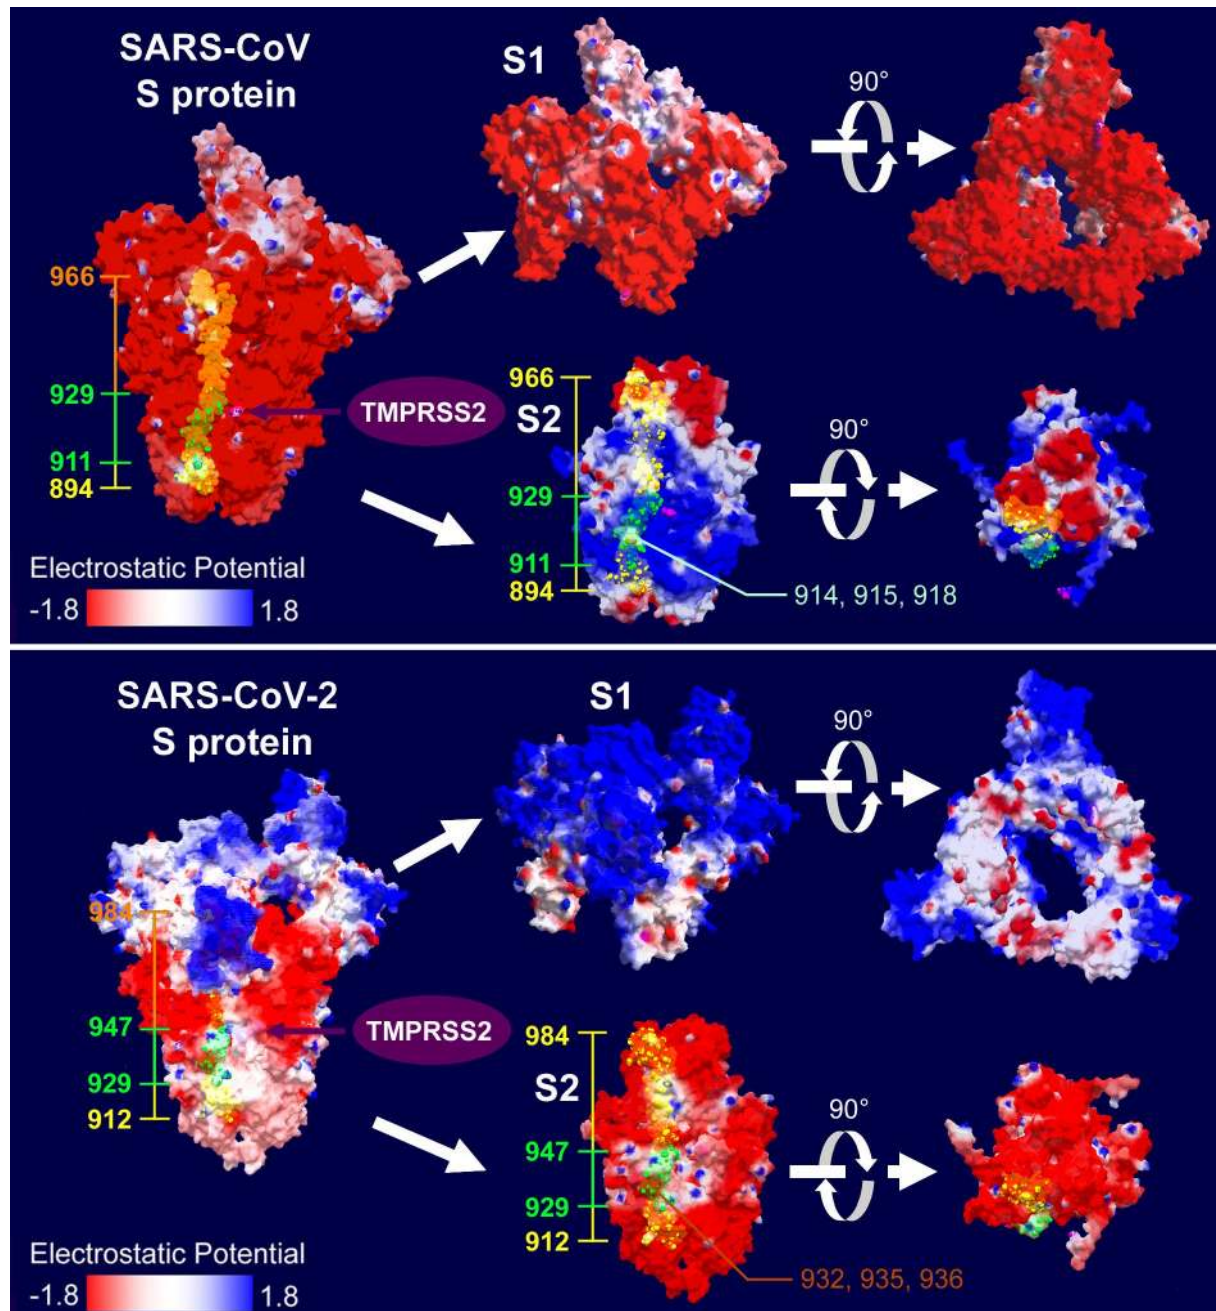 SARS-CoV
S protein
S1
90°
966
929
911
894
TMPRSS2
S2
966
929
911
894
90°
914, 915, 918
Electrostatic Potential
-1.8
1.8
SARS-CoV-2
S protein
S1
90°
984
947
929
912
TMPRSS2
S2
984
947
929
912
90°
932, 935, 936
Electrostatic Potential
-1.8
1.8